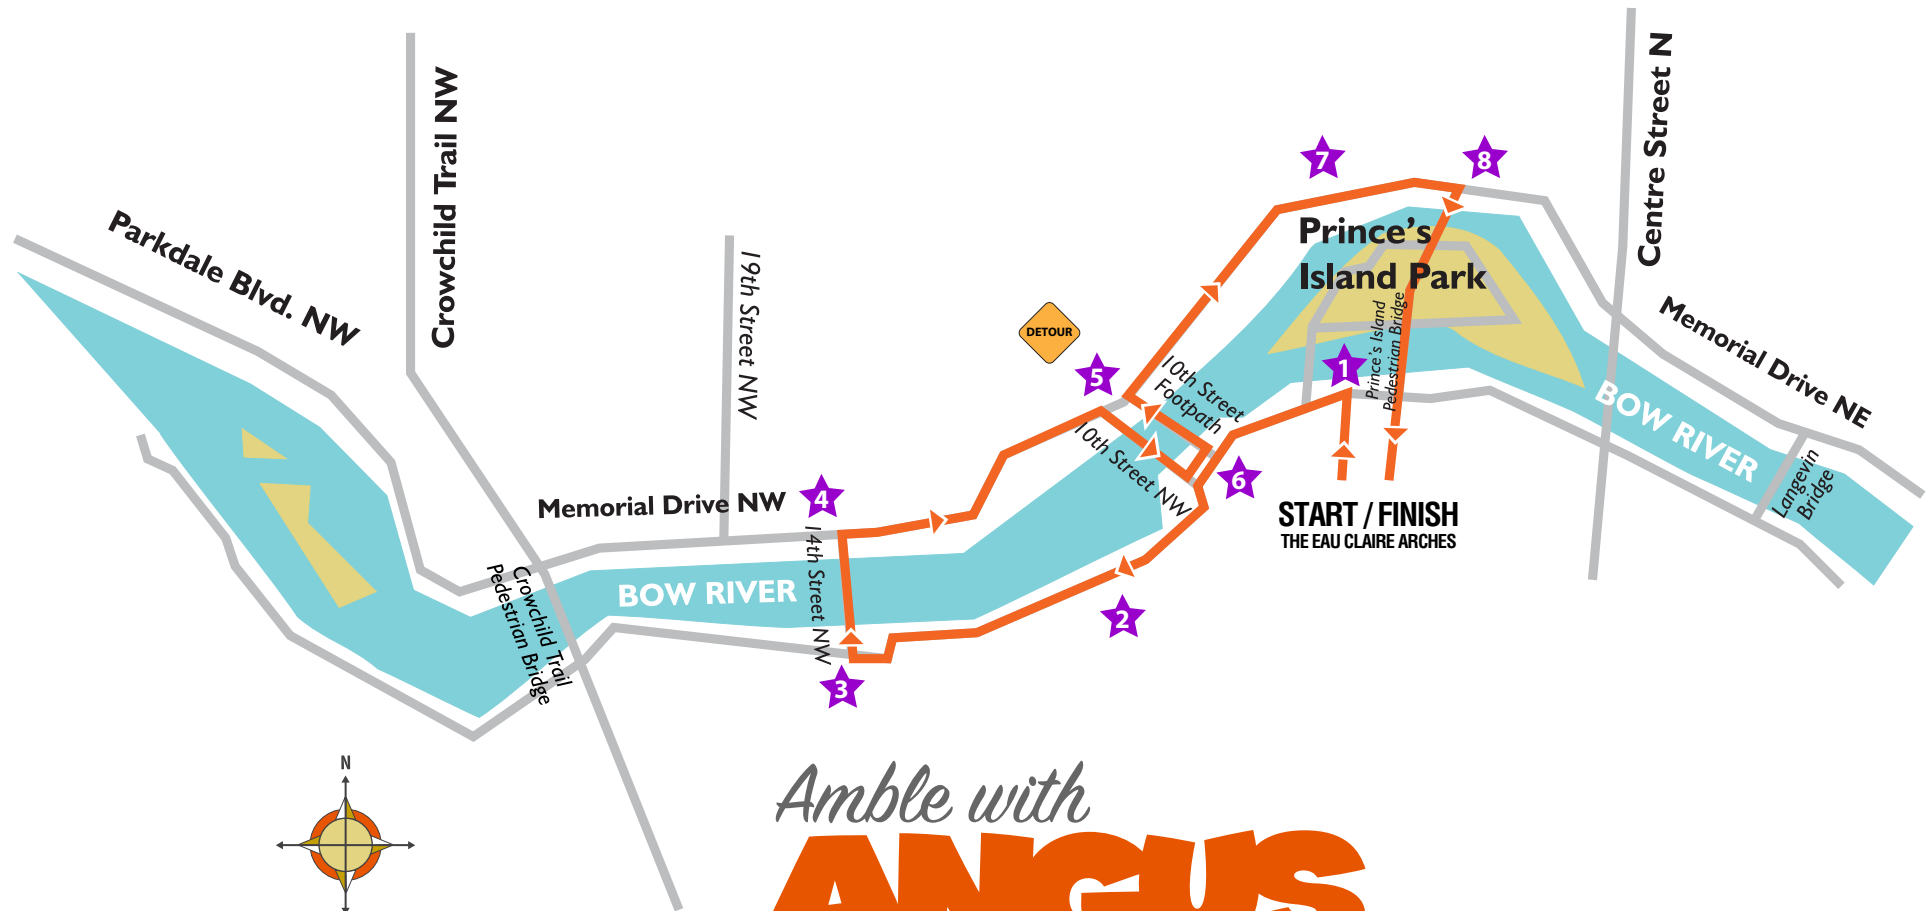 Crowchild Trail NW
Centre Street N
7
8
Parkdale Blvd. NW
Prince's
Island Park
19th Street NW
DETOUR
5
1
Prince's Island
Pedestrian Bridge
10th Street
Footpath
Memorial Drive NE
BOW RIVER
Langevin
Bridge
10th Street NW
6
Memorial Drive NW
4
START / FINISH
THE EAU CLAIRE ARCHES
14th Street NW
Crowchild Trail
Pedestrian Bridge
BOW RIVER
2
3
N
Amble with
ANGUS